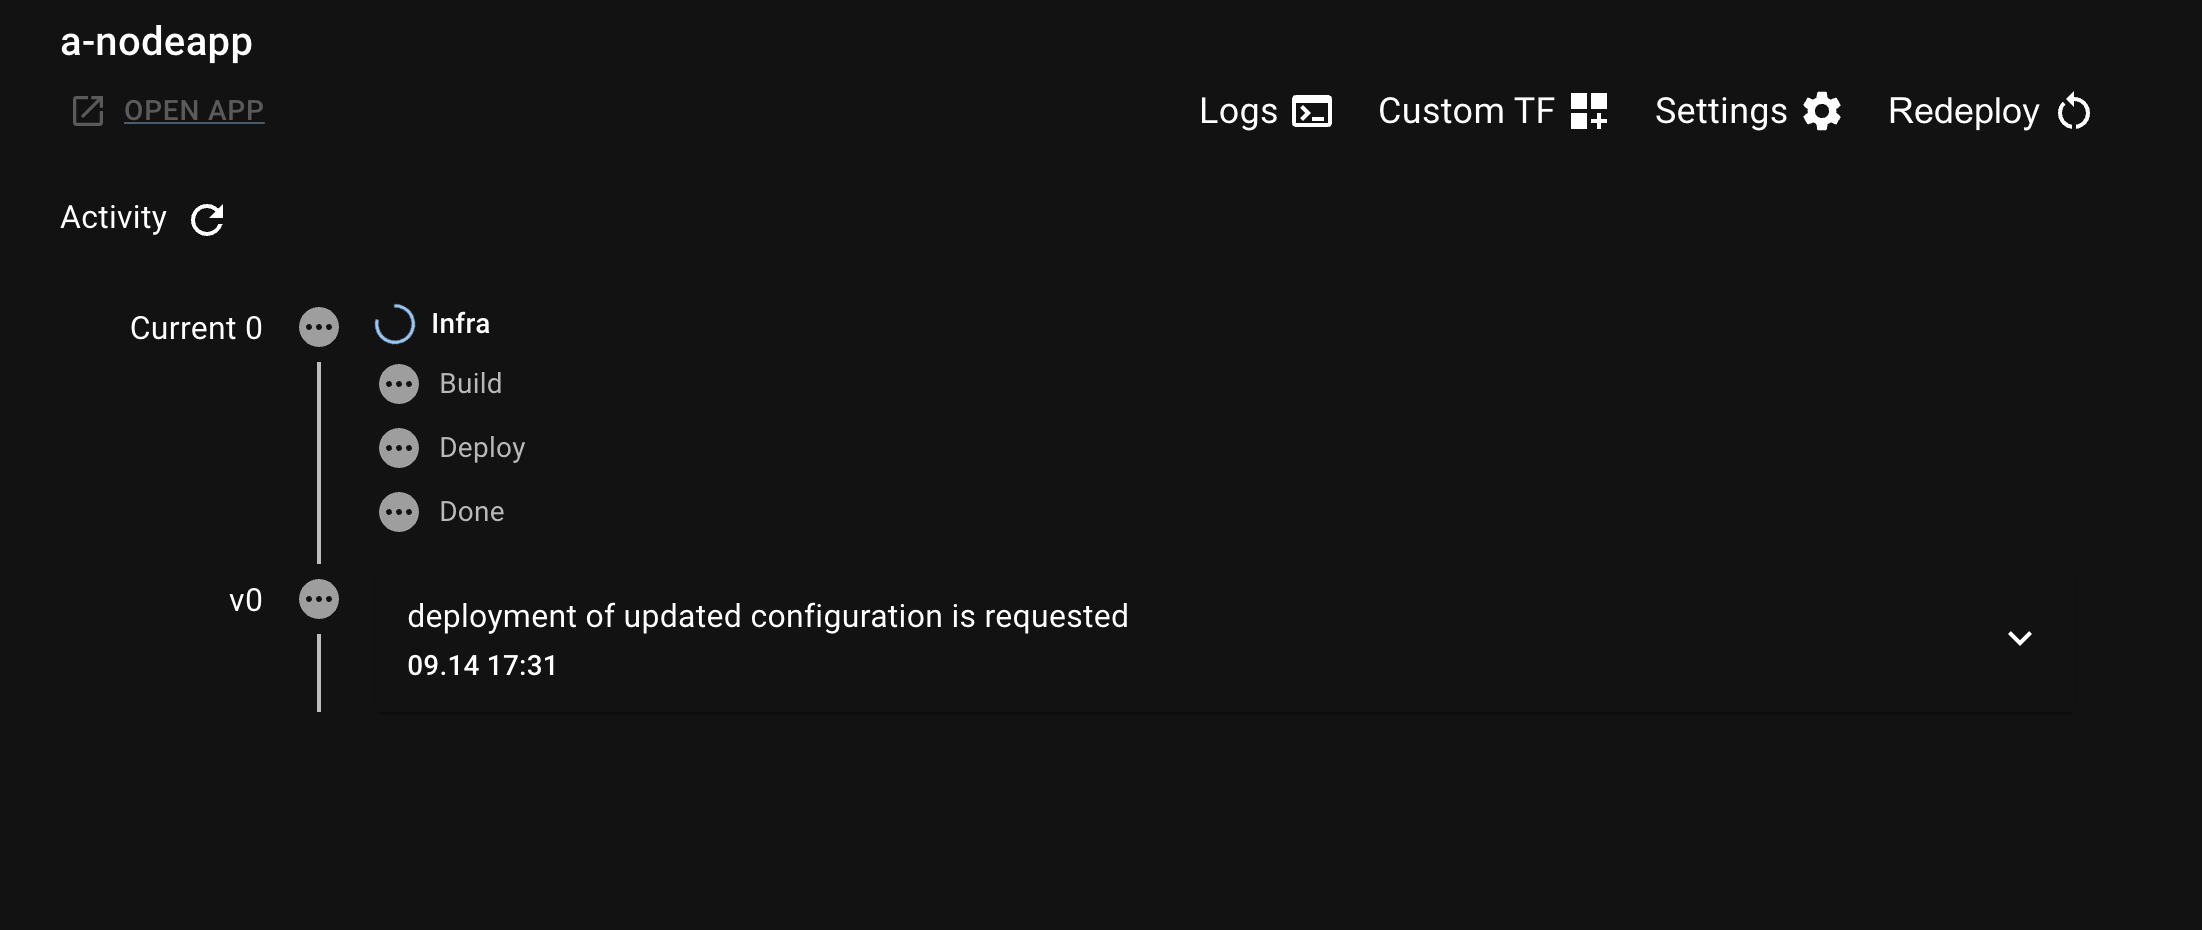 a-nodeapp
OPEN APP
Logs
Custom TF
Settings
Redeploy
Activity
Current 0
Infra
Build
Deploy
Done
v0
deployment of updated configuration is requested
09.14 17:31